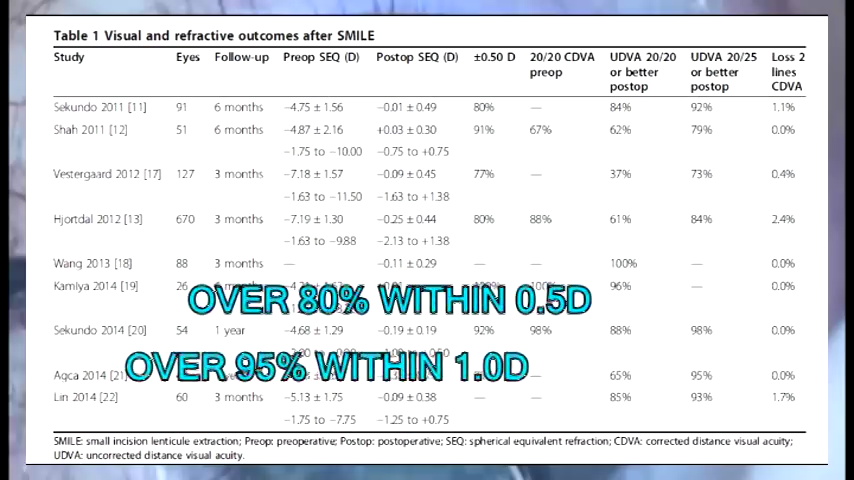 Table 1 Visual and refractive outcomes after SMILE
Study Eyes Follow-up Preop SEQ (D) Postop SEQ (D) ±0.50 D 20/20 CDVA preop UDVA 20/20 or better postop UDVA 20/25 or better postop Loss 2 lines CDVA
Sekundo 2011 [11] 91 6 months −4.75 ± 1.56 −0.01 ± 0.49 80% — 84% 92% 1.1%
Shah 2011 [12] 51 6 months −4.87 ± 2.16 +0.03 ± 0.30 91% 67% 62% 79% 0.0%
−1.75 to −10.00 −0.75 to +0.75
Vestergaard 2012 [17] 127 3 months −7.18 ± 1.57 −0.09 ± 0.45 77% — 37% 73% 0.4%
−1.63 to −11.50 −1.63 to +1.38
Hjortdal 2012 [13] 670 3 months −7.19 ± 1.30 −0.25 ± 0.44 80% 88% 61% 84% 2.4%
−1.63 to −9.88 −2.13 to +1.38
Wang 2013 [18] 88 3 months — −0.11 ± 0.29 — — 100% — 0.0%
Kamiya 2014 [19] 26 100% 96% — 0.0%
OVER 80% WITHIN 0.5D
Sekundo 2014 [20] 54 1 year −4.68 ± 1.29 −0.19 ± 0.19 92% 98% 88% 98% 0.0%
OVER 95% WITHIN 1.0D
Agca 2014 [21] — 65% 95% 0.0%
Lin 2014 [22] 60 3 months −5.13 ± 1.75 −0.09 ± 0.38 — — 85% 93% 1.7%
−1.75 to −7.75 −1.25 to +0.75
SMILE: small incision lenticule extraction; Preop: preoperative; Postop: postoperative; SEQ: spherical equivalent refraction; CDVA: corrected distance visual acuity;
UDVA: uncorrected distance visual acuity.